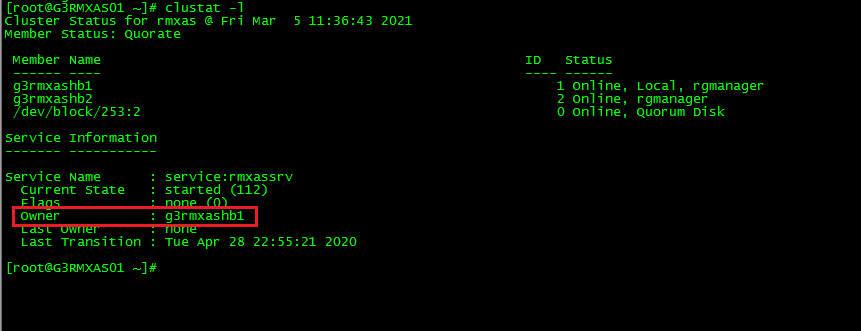 [root@G3RMXAS01 ~]# clustat -l
Cluster Status for rmxas @ Fri Mar  5 11:36:43 2021
Member Status: Quorate
Member Name                                                     ID   Status
------ ----                                                     ---- ------
g3rmxashb1                                                          1 Online, Local, rgmanager
g3rmxashb2                                                          2 Online, rgmanager
/dev/block/253:2                                                    0 Online, Quorum Disk
Service Information
------- -----------
Service Name      : service:rmxassrv
Current State   : started (112)
Flags           : none (0)
Owner           : g3rmxashb1
Last Owner      : none
Last Transition : Tue Apr 28 22:55:21 2020
[root@G3RMXAS01 ~]#